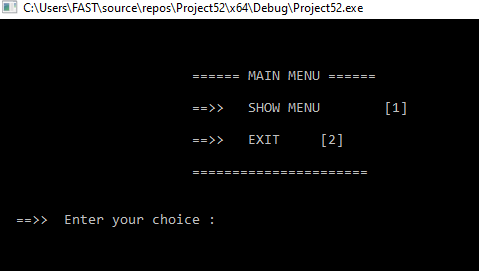 C:\Users\FAST\source\repos\Project52\x64\Debug\Project52.exe
====== MAIN MENU ======
==>> SHOW MENU [1]
==>> EXIT [2]
======================
==>> Enter your choice :